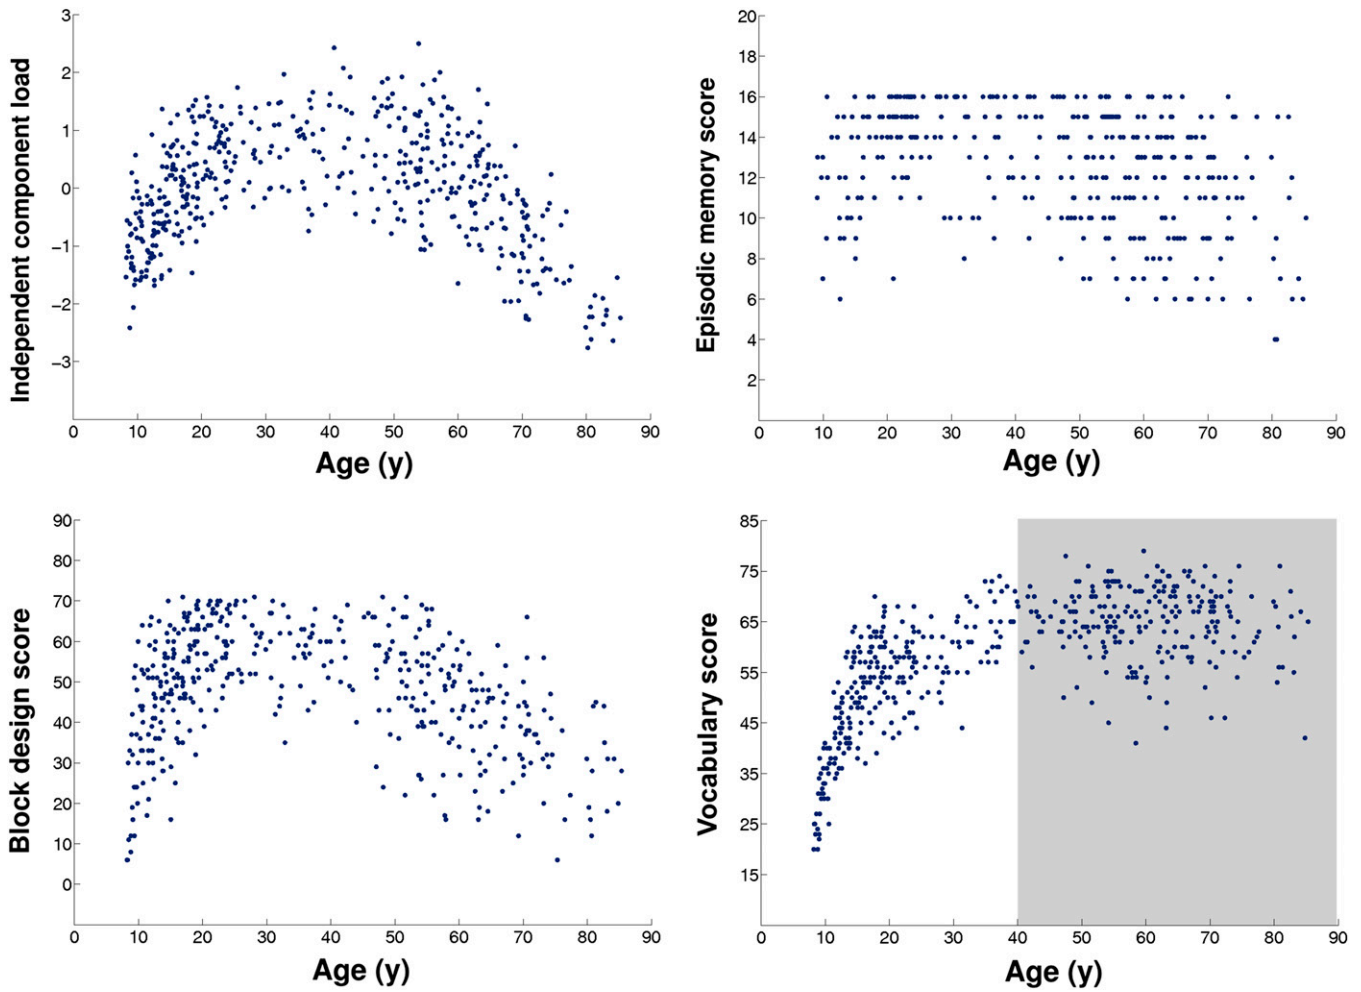 Independent component load
3
2
1
0
−1
−2
−3
0 10 20 30 40 50 60 70 80 90
Age (y)
Episodic memory score
20
18
16
14
12
10
8
6
4
2
0 10 20 30 40 50 60 70 80 90
Age (y)
Block design score
90
80
70
60
50
40
30
20
10
0
0 10 20 30 40 50 60 70 80 90
Age (y)
Vocabulary score
85
75
65
55
45
35
25
15
0 10 20 30 40 50 60 70 80 90
Age (y)